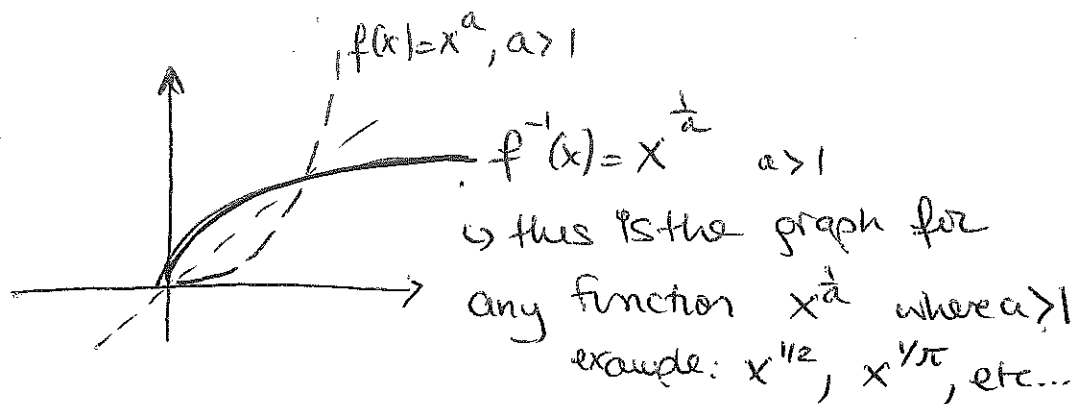 f(x)=x^a, a>1
f^{-1}(x) = x^{1/a} a>1
↳ this is the graph for
any function x^{1/a} where a>1
example: x^{1/2}, x^{1/π}, etc...